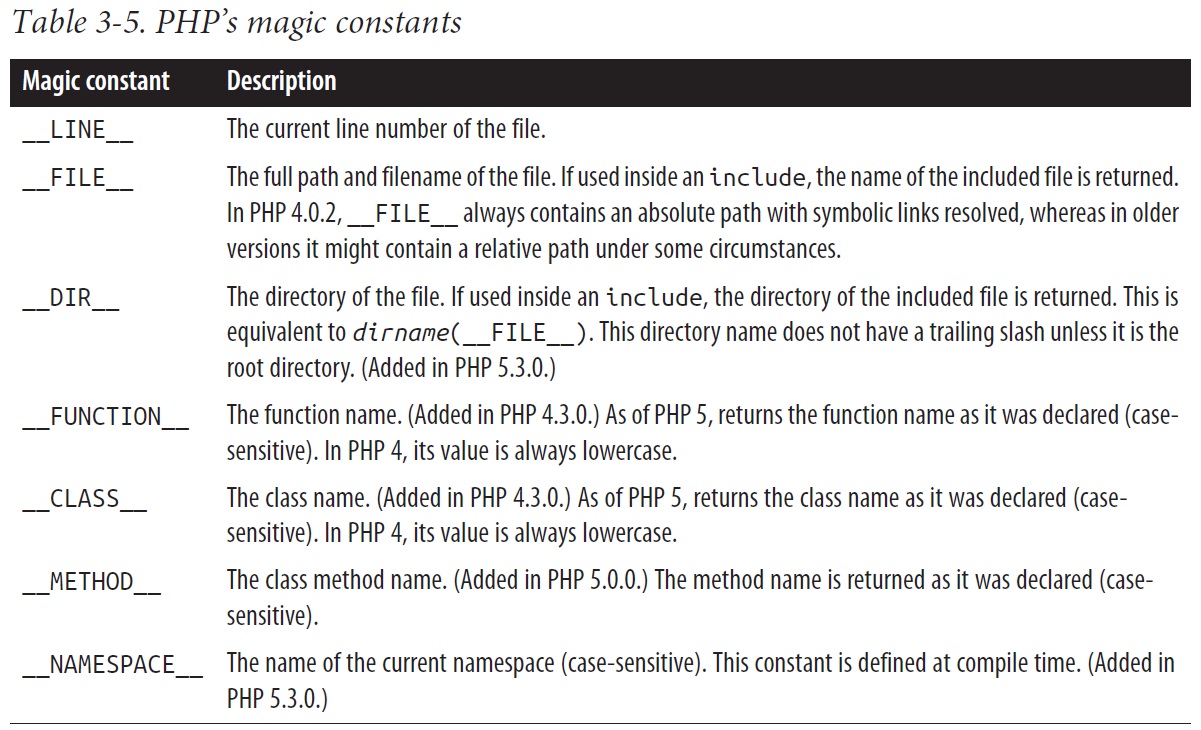 Table 3-5. PHP’s magic constants
Magic constant Description
__LINE__ The current line number of the file.
__FILE__ The full path and filename of the file. If used inside an include, the name of the included file is returned.
In PHP 4.0.2, __FILE__ always contains an absolute path with symbolic links resolved, whereas in older
versions it might contain a relative path under some circumstances.
__DIR__ The directory of the file. If used inside an include, the directory of the included file is returned. This is
equivalent to dirname(__FILE__). This directory name does not have a trailing slash unless it is the
root directory. (Added in PHP 5.3.0.)
__FUNCTION__ The function name. (Added in PHP 4.3.0.) As of PHP 5, returns the function name as it was declared (case-
sensitive). In PHP 4, its value is always lowercase.
__CLASS__ The class name. (Added in PHP 4.3.0.) As of PHP 5, returns the class name as it was declared (case-
sensitive). In PHP 4, its value is always lowercase.
__METHOD__ The class method name. (Added in PHP 5.0.0.) The method name is returned as it was declared (case-
sensitive).
__NAMESPACE__ The name of the current namespace (case-sensitive). This constant is defined at compile time. (Added in
PHP 5.3.0.)